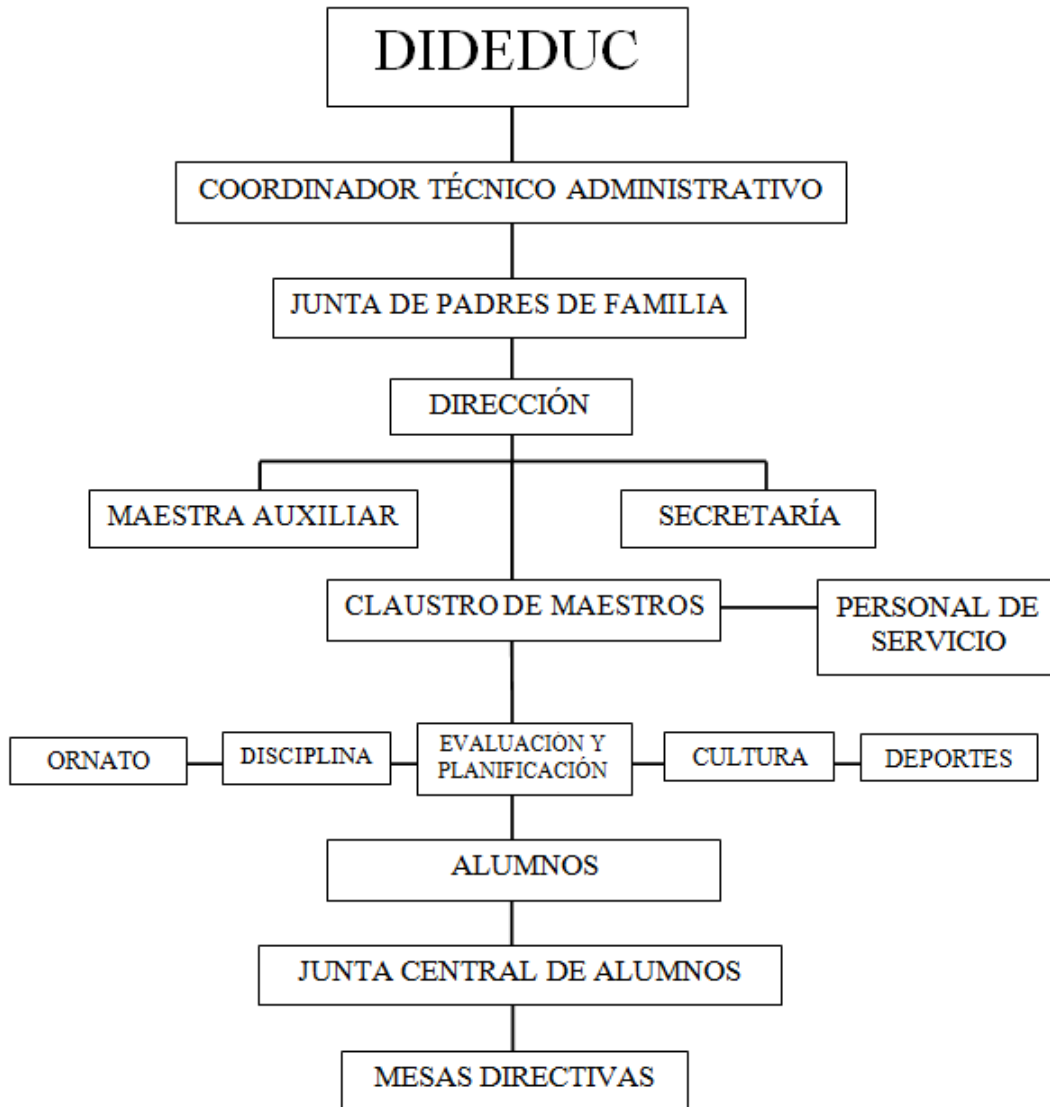 DIDEDUC
COORDINADOR TÉCNICO ADMINISTRATIVO
JUNTA DE PADRES DE FAMILIA
DIRECCIÓN
MAESTRA AUXILIAR
SECRETARÍA
CLAUSTRO DE MAESTROS
PERSONAL DE
SERVICIO
ORNATO
DISCIPLINA
EVALUACIÓN Y
PLANIFICACIÓN
CULTURA
DEPORTES
ALUMNOS
JUNTA CENTRAL DE ALUMNOS
MESAS DIRECTIVAS